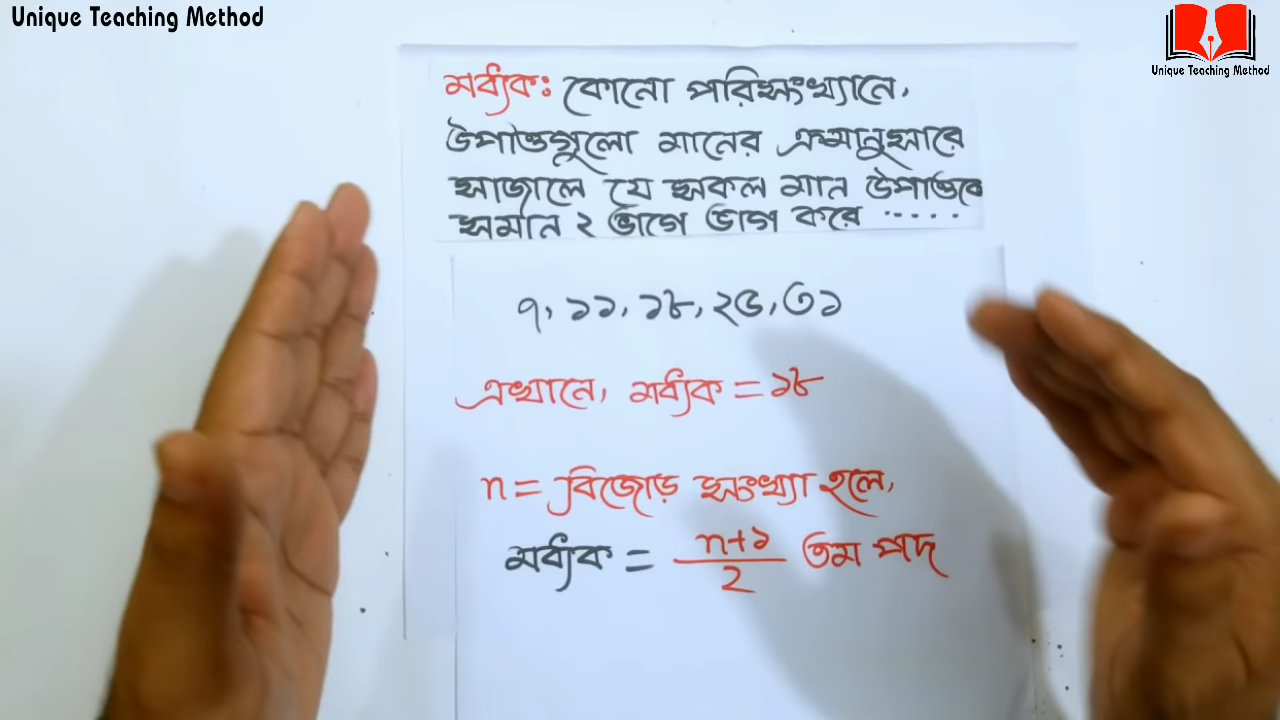 Unique Teaching Method
Unique Teaching Method
মধ্যক: কোনো পরিসংখ্যানে,
উপাত্তগুলো মানের ক্রমানুসারে
সাজালে যে সকল মান উপাত্তকে
সমান ২ ভাগে ভাগ করে .....
৭, ১১, ১৮, ২৫, ৩১
এখানে, মধ্যক = ১৮
n = বিজোড় সংখ্যা হলে,
মধ্যক = n+১/2 তম পদ